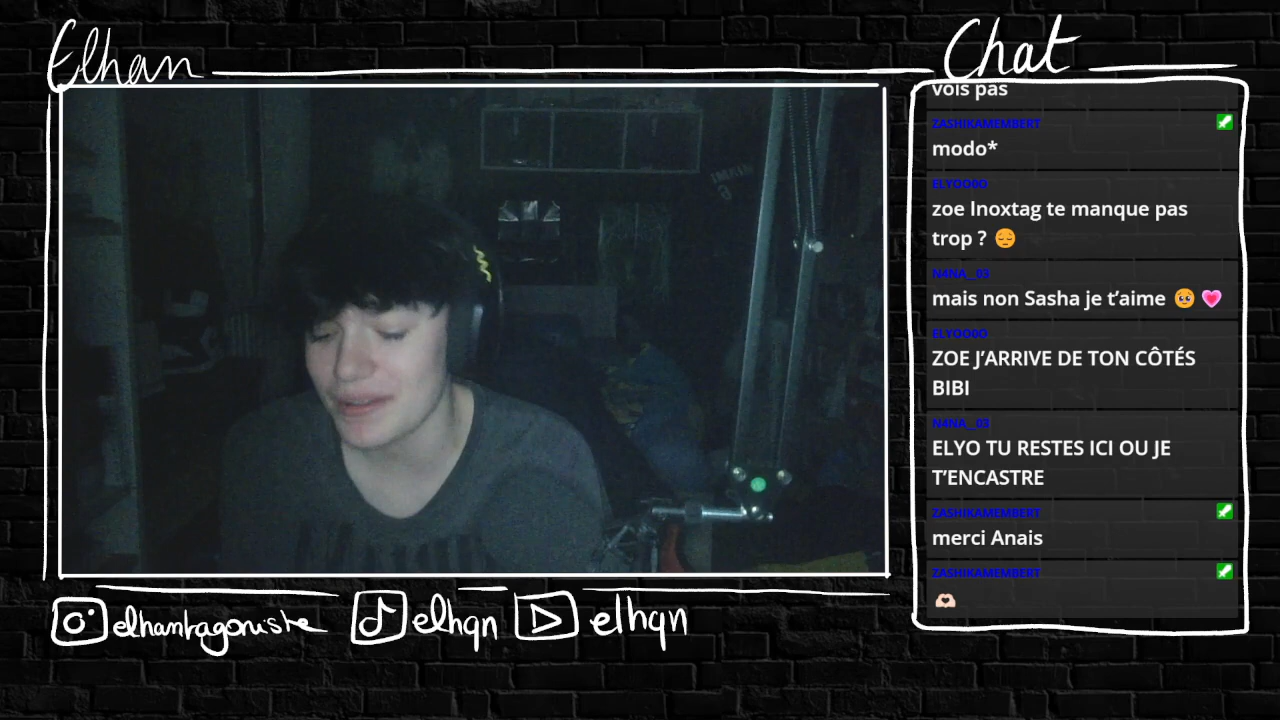 Elhan
Chat
vois pas
ZASHIKAMEMBERT
modo*
ELYOO0O
zoe Inoxtag te manque pas
trop ? 😔
N4NA__03
mais non Sasha je t’aime 🥹 💗
ELYOO0O
ZOE J’ARRIVE DE TON CÔTÉS
BIBI
N4NA__03
ELYO TU RESTES ICI OU JE
T’ENCASTRE
ZASHIKAMEMBERT
merci Anais
ZASHIKAMEMBERT
🫶🏻
elhantagoniste
elhqn
elhqn